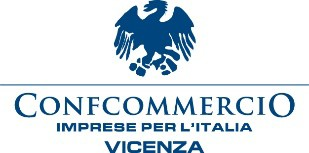 CONFCOMMERCIO
IMPRESE PER L'ITALIA
VICENZA